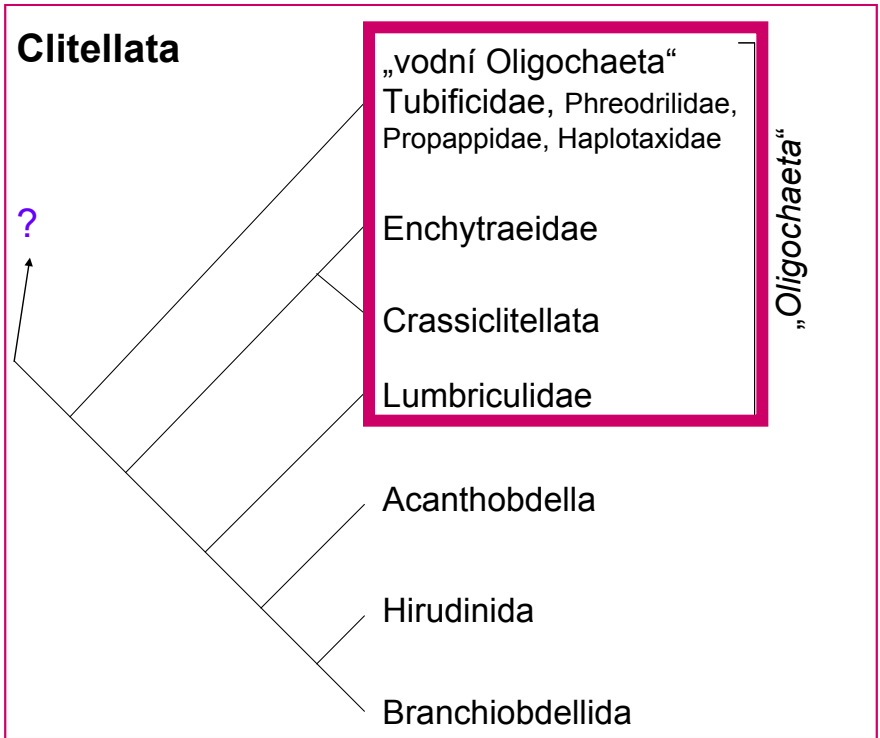 Clitellata
„vodní Oligochaeta“
Tubificidae, Phreodrilidae,
Propappidae, Haplotaxidae
„Oligochaeta“
?
Enchytraeidae
Crassiclitellata
Lumbriculidae
Acanthobdella
Hirudinida
Branchiobdellida